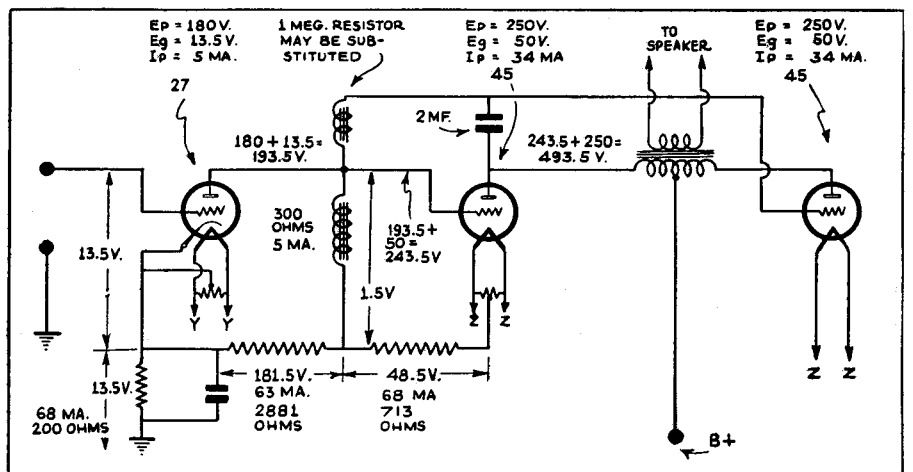 Ep = 180V.
Eg = 13.5V.
Ip = 5 MA.
27
1 MEG. RESISTOR
MAY BE SUB-
STITUTED
Ep = 250V.
Eg = 50V.
Ip = 34 MA
45
TO
SPEAKER
Ep = 250V.
Eg = 50V.
Ip = 34 MA.
45
2 MF.
180 + 13.5 =
193.5V.
243.5 + 250 =
493.5 V.
300
OHMS
5 MA.
193.5 +
50 =
243.5V
13.5V.
1.5V
Y
Y
Z
Z
Z
Z
13.5V.
68 MA.
200 OHMS
181.5V.
63 MA.
2881
OHMS
48.5V.
68 MA
713
OHMS
B+